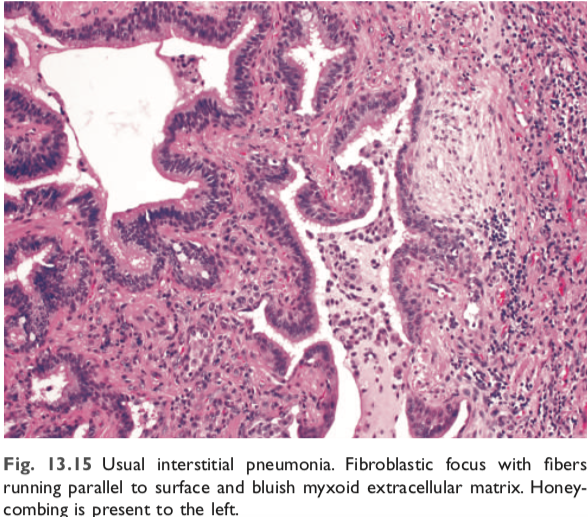 Fig. 13.15 Usual interstitial pneumonia. Fibroblastic focus with fibers
running parallel to surface and bluish myxoid extracellular matrix. Honey-
combing is present to the left.